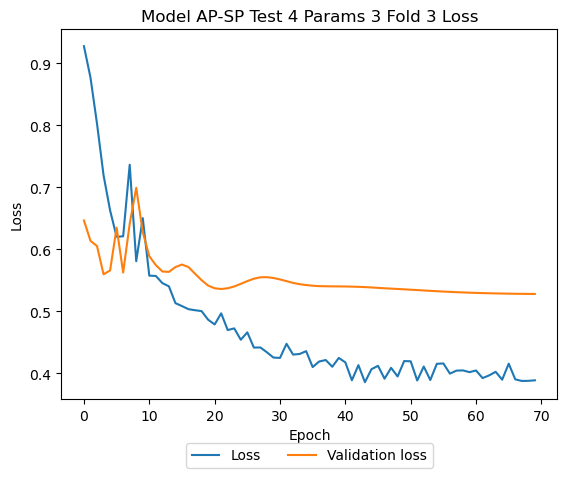 Model AP-SP Test 4 Params 3 Fold 3 Loss
Loss
0.9
0.8
0.7
0.6
0.5
0.4
0 10 20 30 40 50 60 70
Epoch
Loss Validation loss